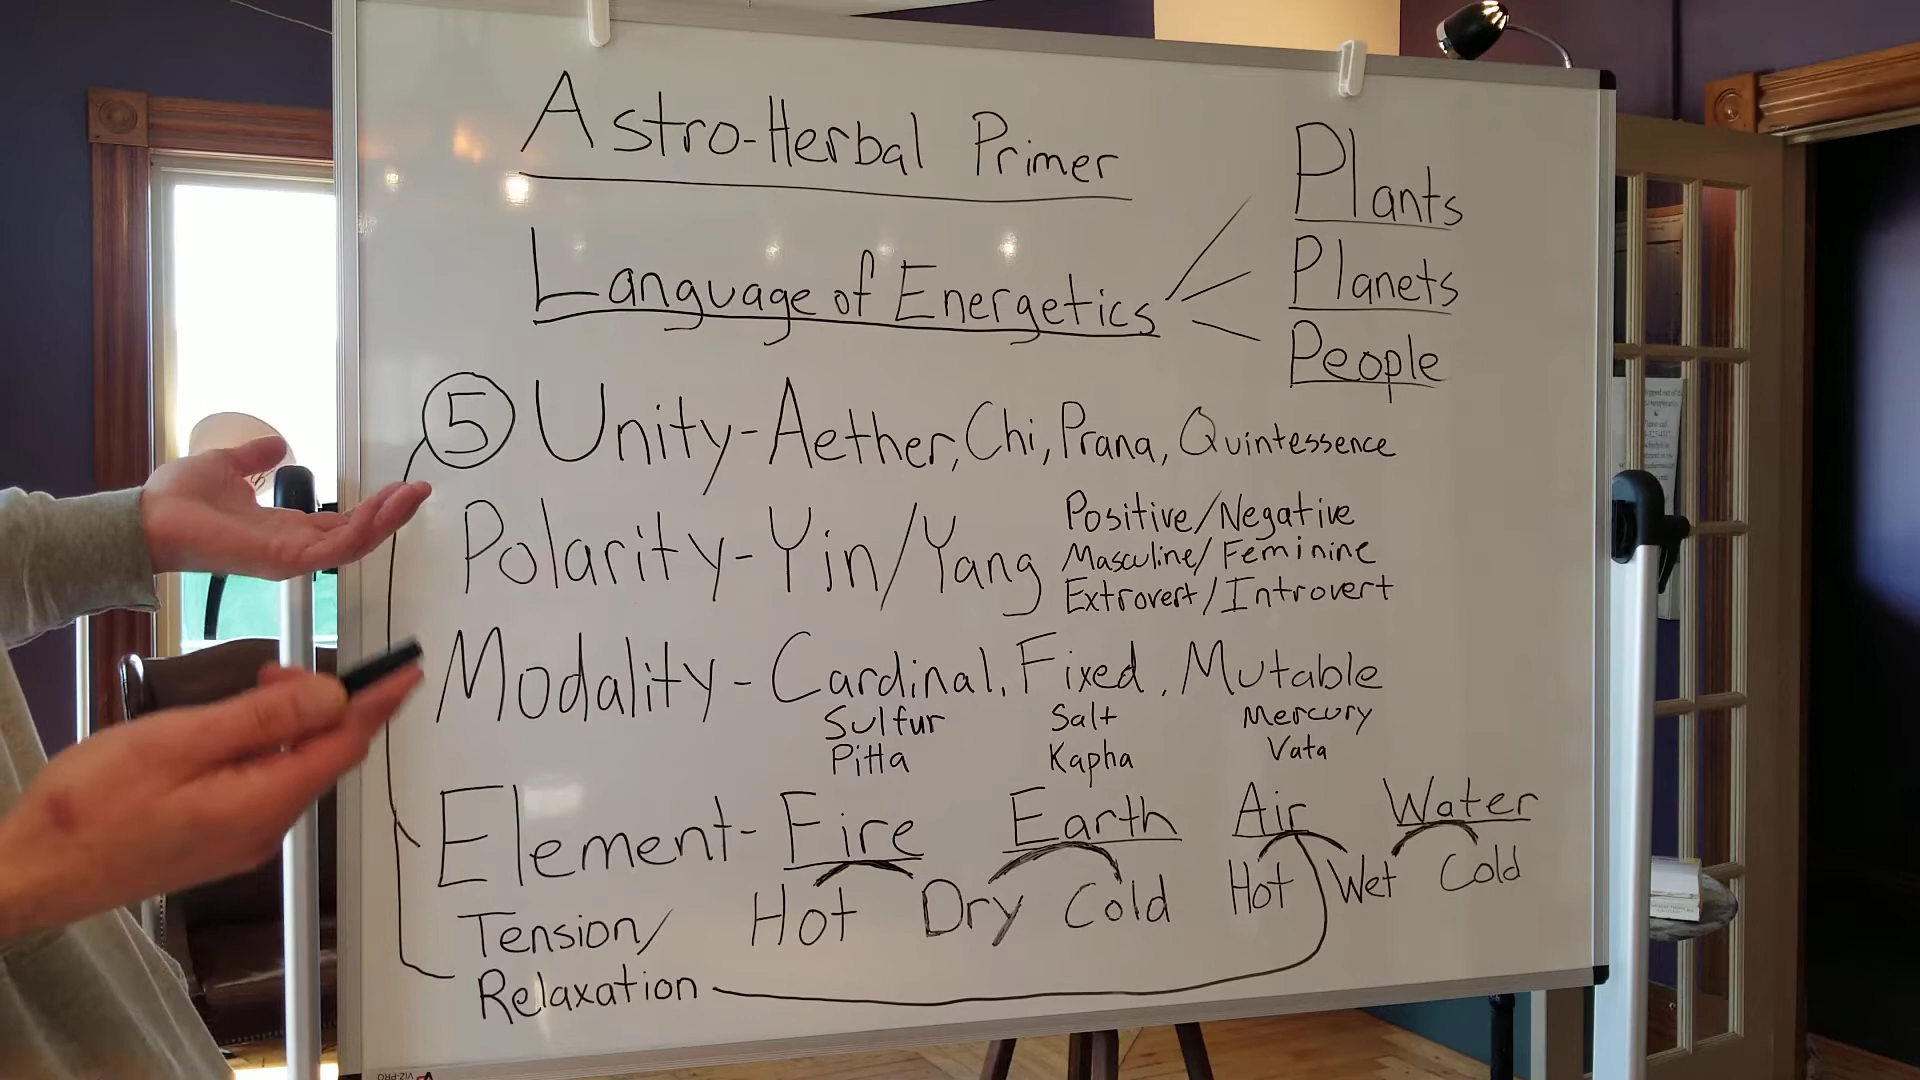 Astro-Herbal Primer
Language of Energetics
Plants
Planets
People
5 Unity-Aether, Chi, Prana, Quintessence
Polarity-Yin/Yang
Positive/Negative
Masculine/Feminine
Extrovert/Introvert
Modality-Cardinal, Fixed, Mutable
Sulfur Salt Mercury
Pitta Kapha Vata
Element-Fire Earth Air Water
Hot Dry Cold Hot Wet Cold
Tension/
Relaxation
VIZ-PRO